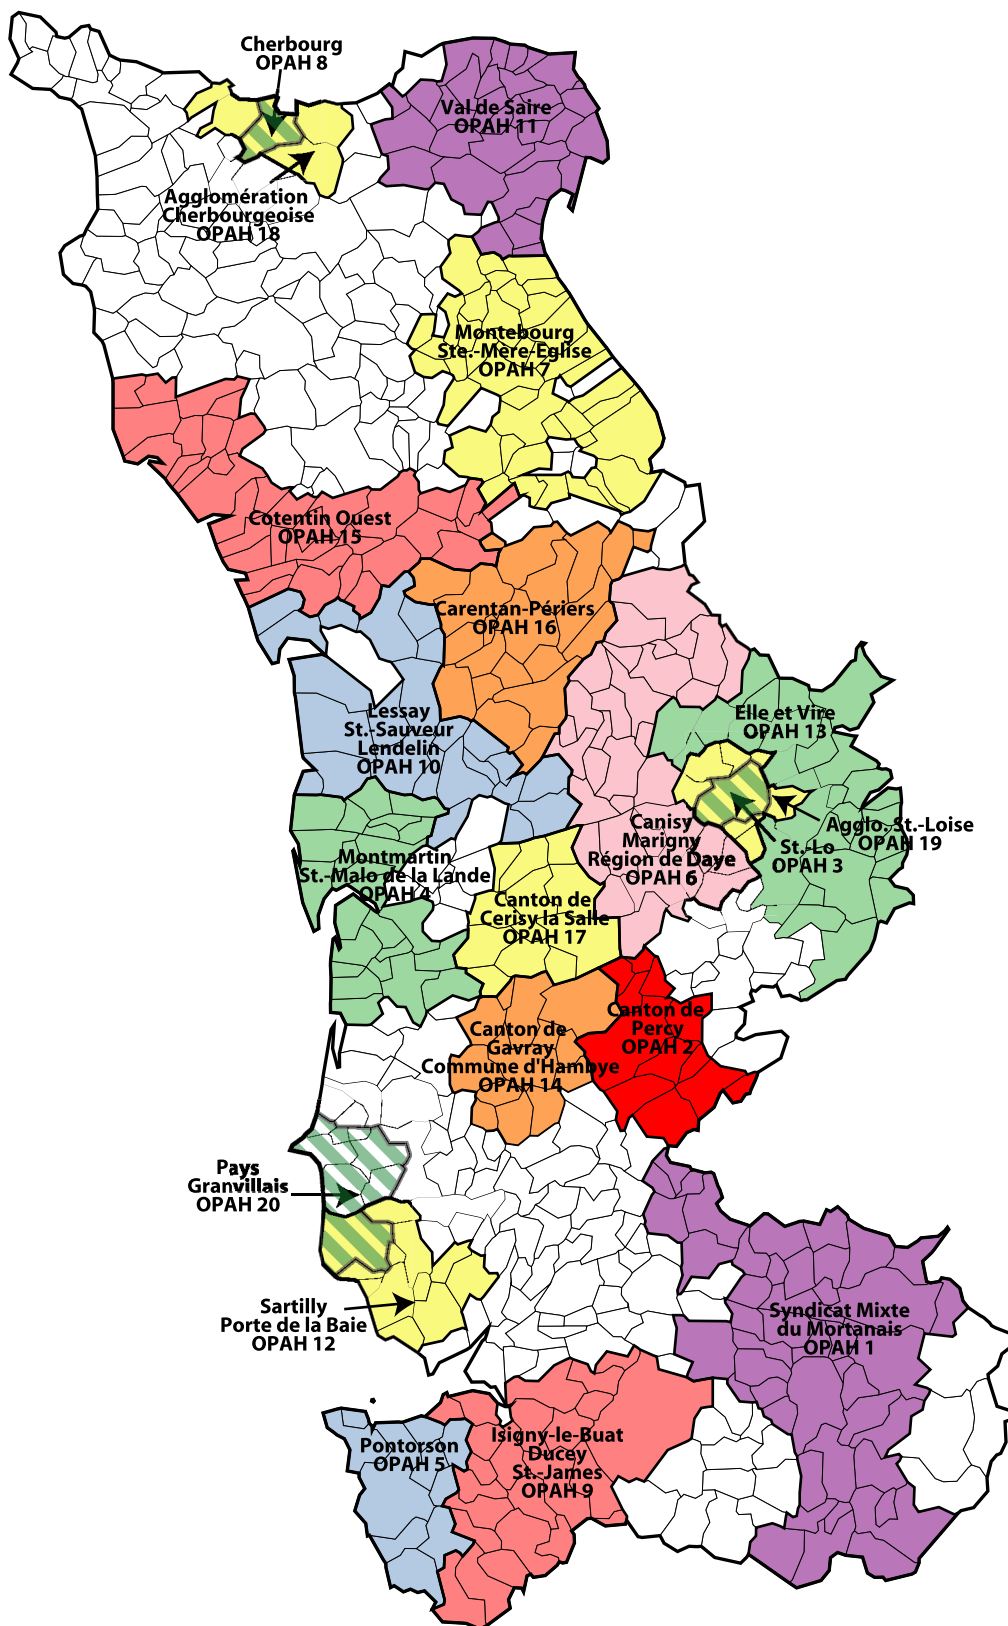 Cherbourg
OPAH 8
Val de Saire
OPAH 11
Agglomération
Cherbourgeoise
OPAH 18
Montebourg
Ste.-Mère-Eglise
OPAH 7
Cotentin Ouest
OPAH 15
Carentan-Périers
OPAH 16
Lessay
St.-Sauveur
Lendelin
OPAH 10
Elle et Vire
OPAH 13
Agglo. St.-Loise
OPAH 19
St.-Lo
OPAH 3
Canisy
Marigny
Région de Daye
OPAH 6
Montmartin
St.-Malo de la Lande
OPAH 4
Canton de
Cerisy la Salle
OPAH 17
Canton de
Percy
OPAH 2
Canton de
Gavray
Commune d'Hambye
OPAH 14
Pays
Granvillais
OPAH 20
Sartilly
Porte de la Baie
OPAH 12
Syndicat Mixte
du Mortanais
OPAH 1
Pontorson
OPAH 5
Isigny-le-Buat
Ducey
St.-James
OPAH 9